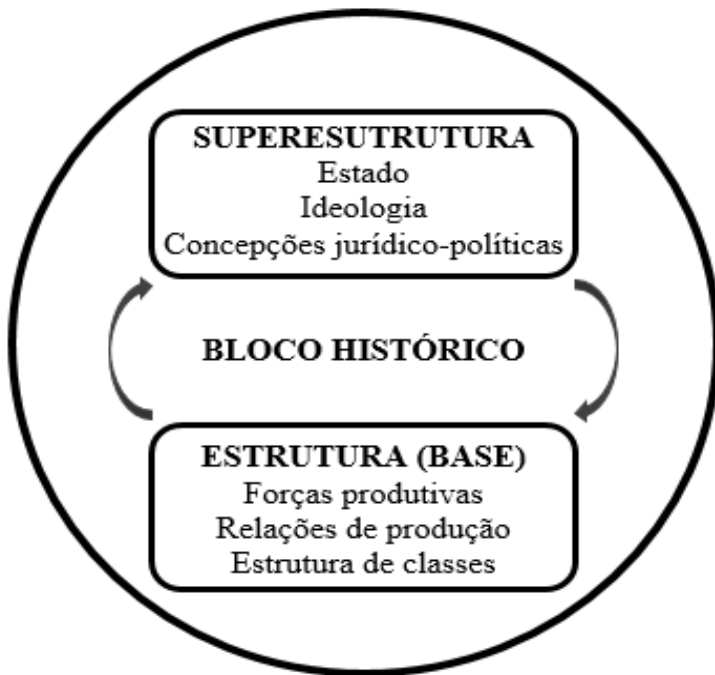 SUPERESUTRUTURA
Estado
Ideologia
Concepções jurídico-políticas
BLOCO HISTÓRICO
ESTRUTURA (BASE)
Forças produtivas
Relações de produção
Estrutura de classes